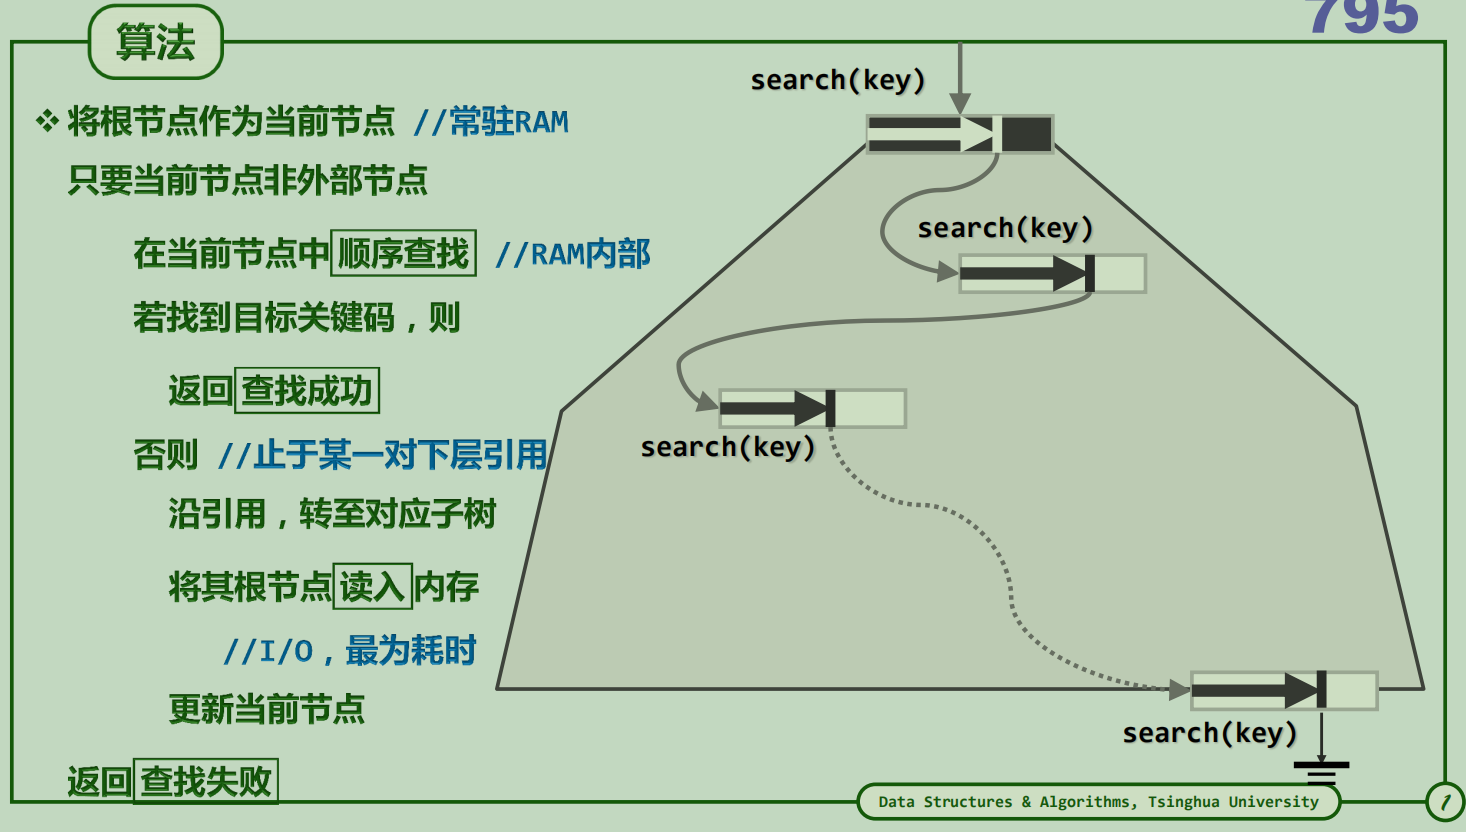 795
算法
❖ 将根节点作为当前节点 //常驻RAM
只要当前节点非外部节点
在当前节点中顺序查找 //RAM内部
若找到目标关键码，则
返回查找成功
否则 //止于某一对下层引用
沿引用，转至对应子树
将其根节点读入内存
//I/O，最为耗时
更新当前节点
返回查找失败
search(key)
search(key)
search(key)
search(key)
Data Structures & Algorithms, Tsinghua University
1